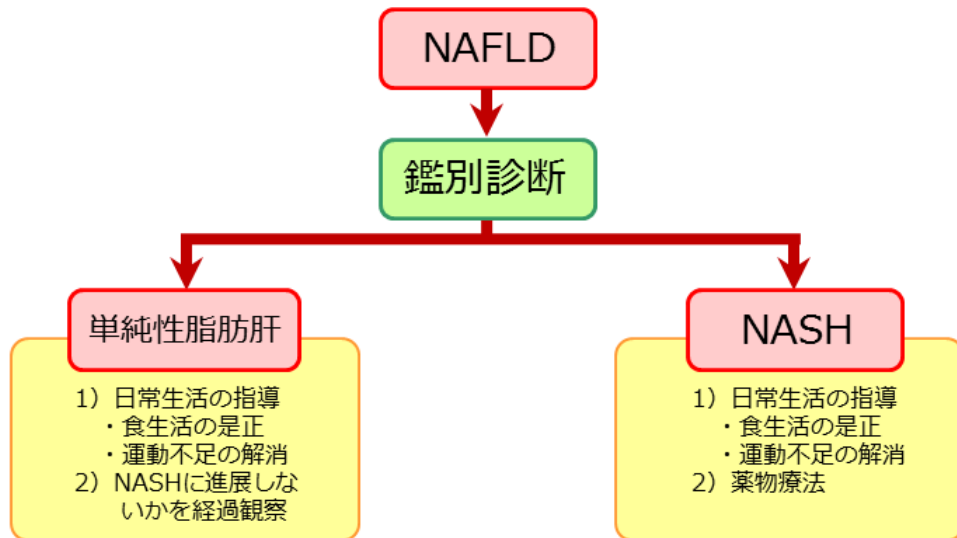 NAFLD
鑑別診断
単純性脂肪肝
1）日常生活の指導
・食生活の是正
・運動不足の解消
2）NASHに進展しな
いかを経過観察
NASH
1）日常生活の指導
・食生活の是正
・運動不足の解消
2）薬物療法